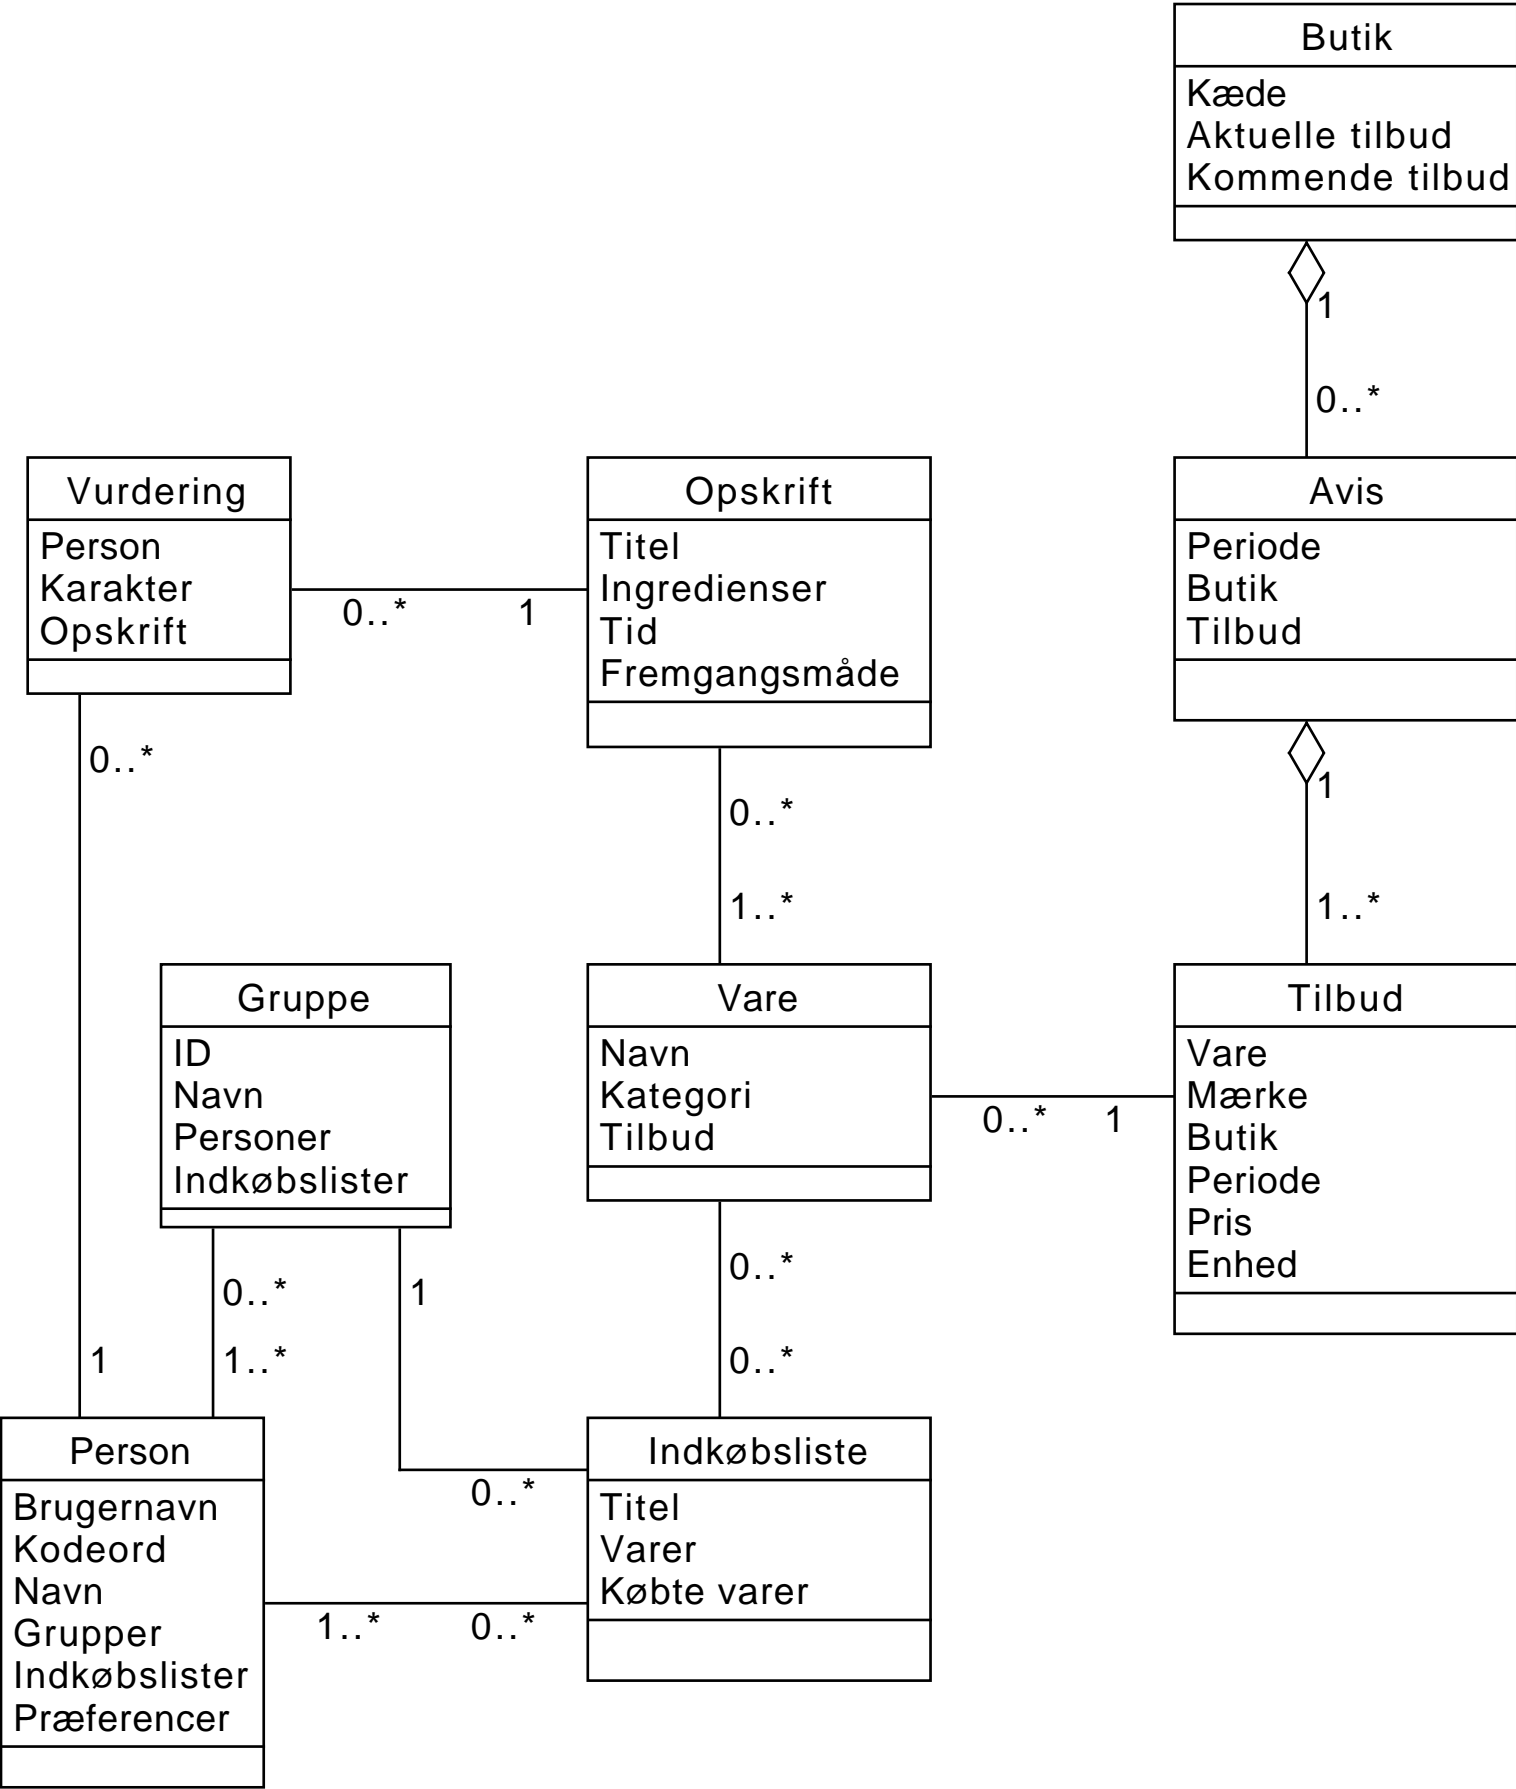 Butik
Kæde
Aktuelle tilbud
Kommende tilbud
1
0..*
Vurdering
Person
Karakter
Opskrift
0..*
1
Opskrift
Titel
Ingredienser
Tid
Fremgangsmåde
Avis
Periode
Butik
Tilbud
0..*
0..*
1..*
1
1..*
Gruppe
ID
Navn
Personer
Indkøbslister
Vare
Navn
Kategori
Tilbud
0..*
1
Tilbud
Vare
Mærke
Butik
Periode
Pris
Enhed
1
0..*
1..*
1
0..*
0..*
0..*
Person
Brugernavn
Kodeord
Navn
Grupper
Indkøbslister
Præferencer
1..*
0..*
Indkøbsliste
Titel
Varer
Købte varer